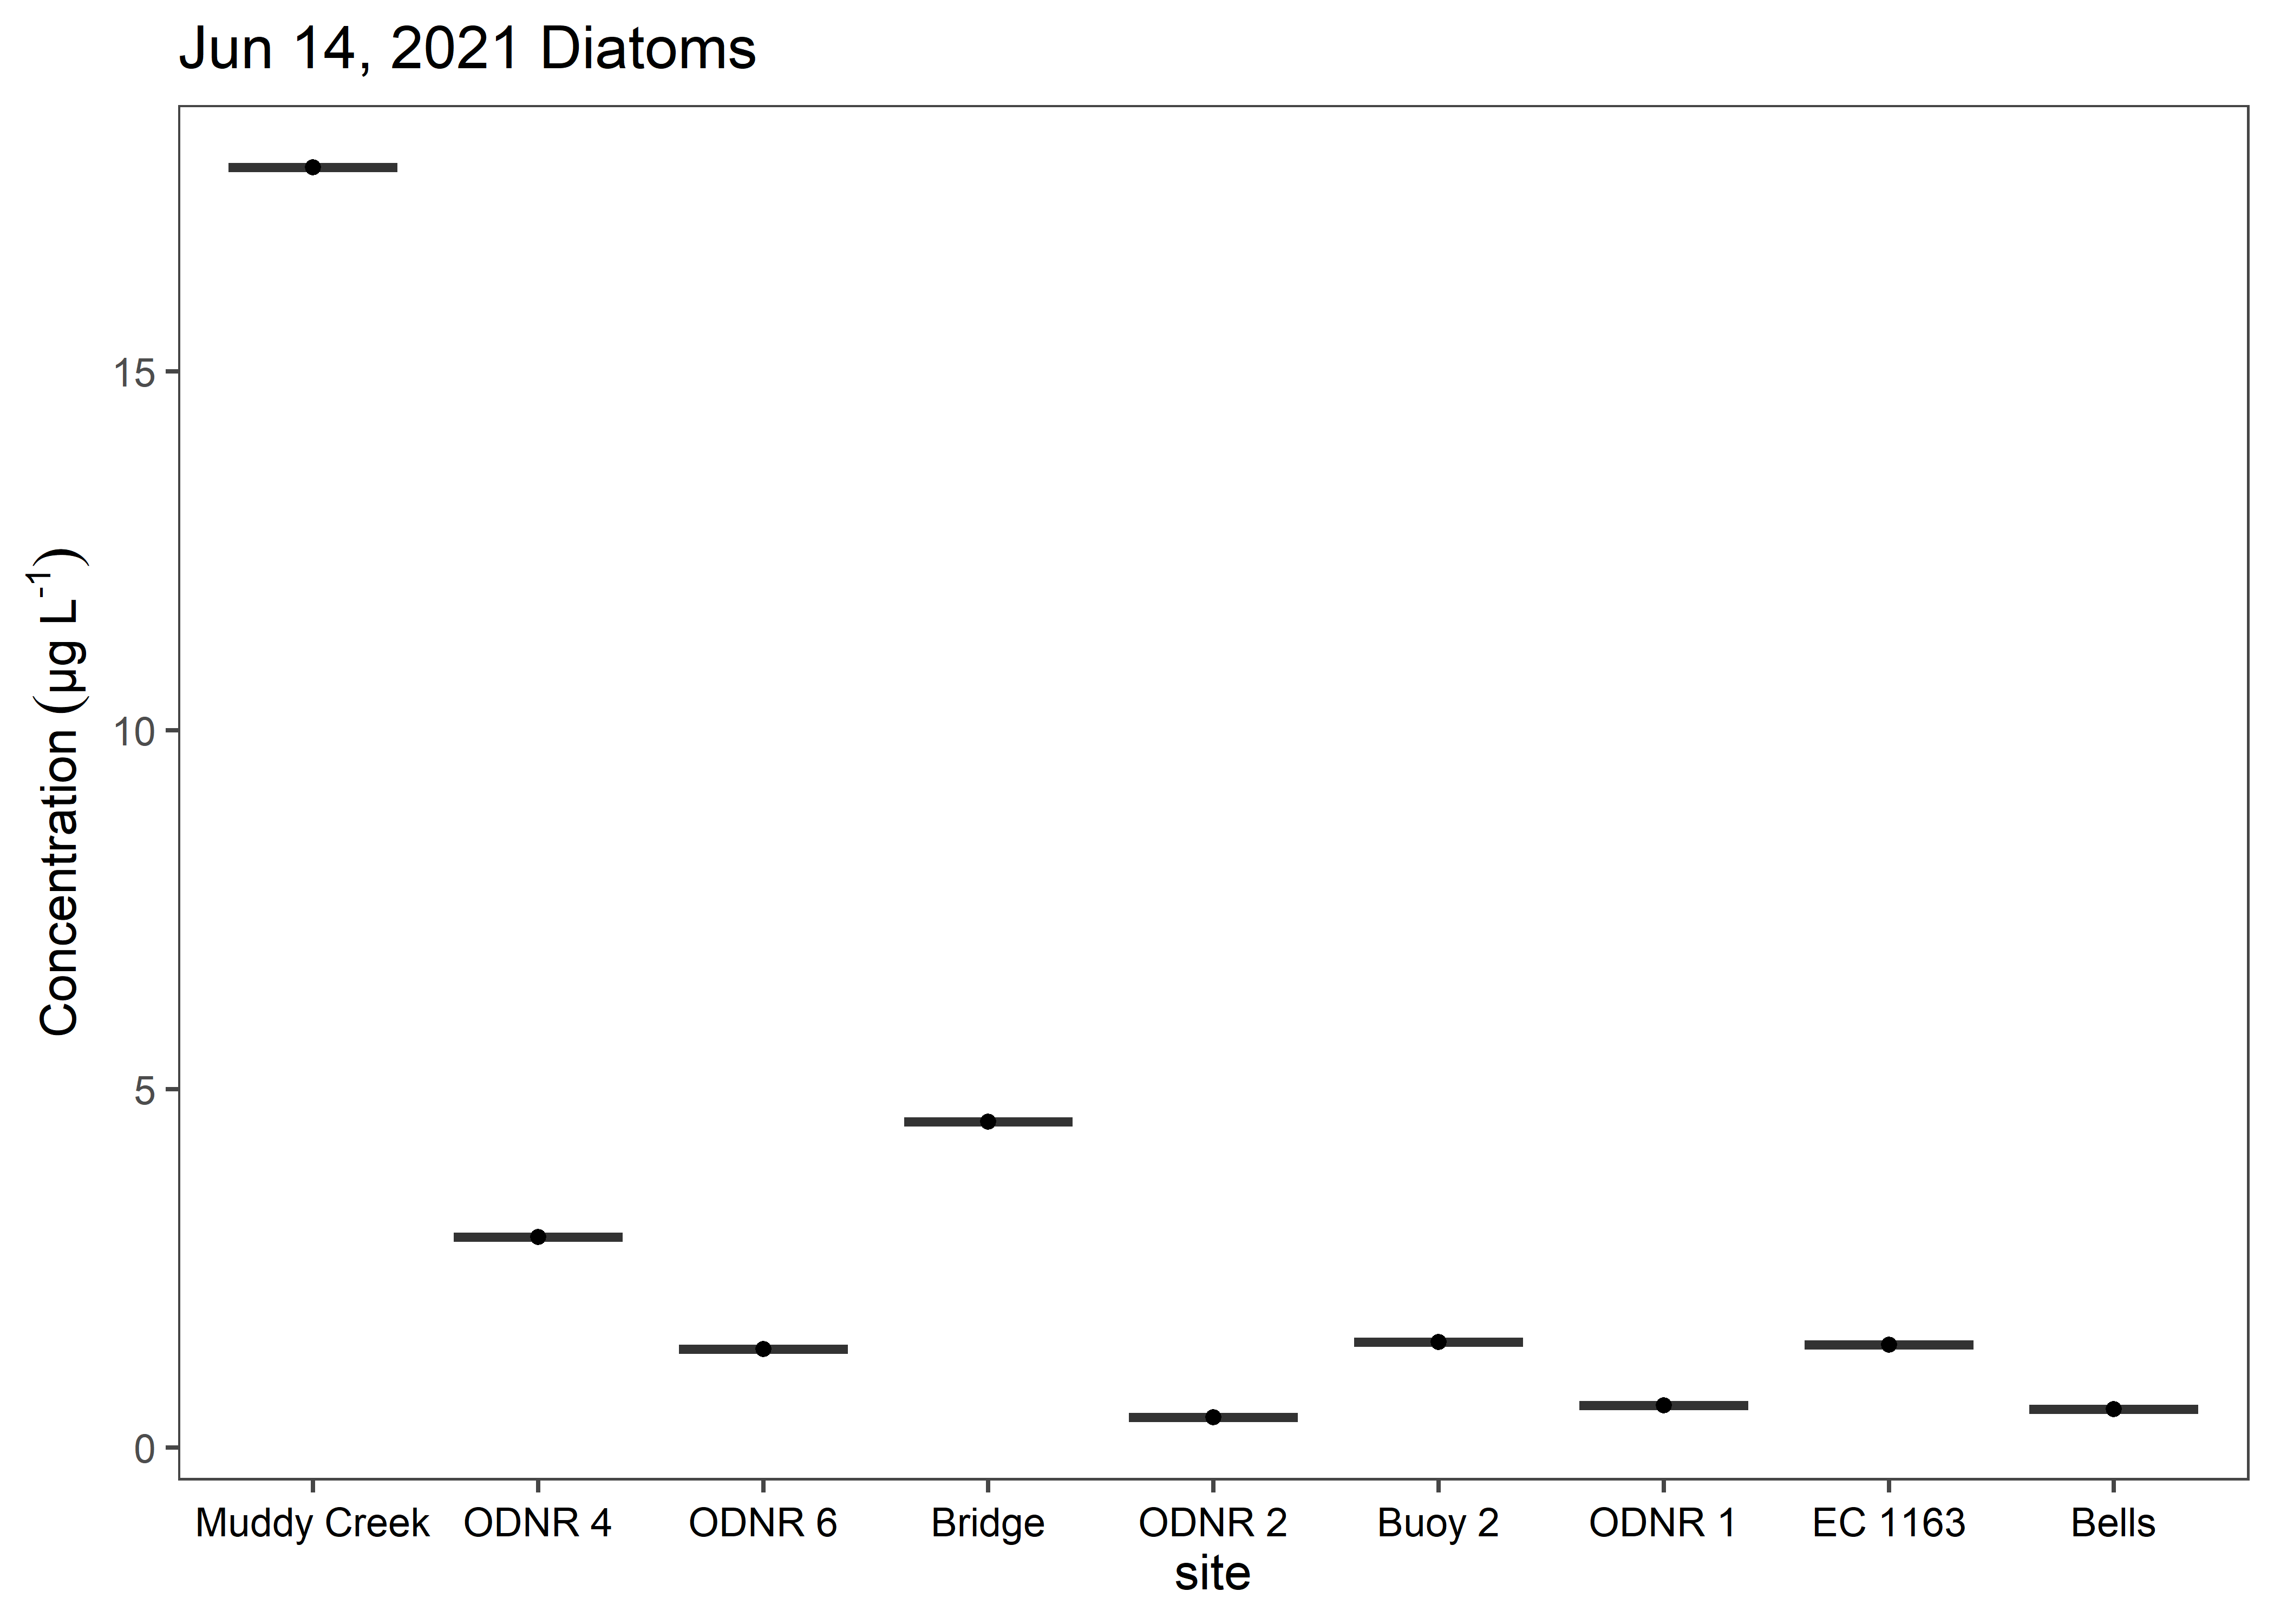 Jun 14, 2021 Diatoms
Concentration (µg L⁻¹)
15
10
5
0
Muddy Creek ODNR 4 ODNR 6 Bridge ODNR 2 Buoy 2 ODNR 1 EC 1163 Bells
site